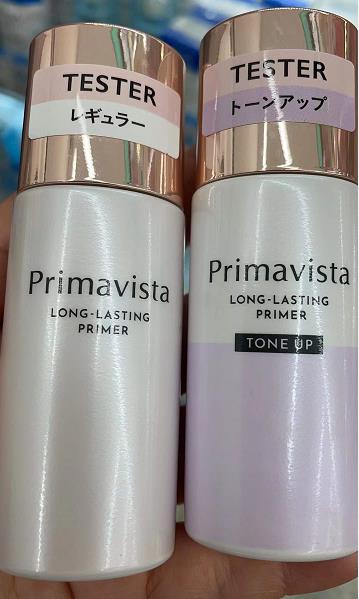 TESTER
レギュラー
Primavista
LONG-LASTING
PRIMER
TESTER
トーンアップ
Primavista
LONG-LASTING
PRIMER
TONE UP